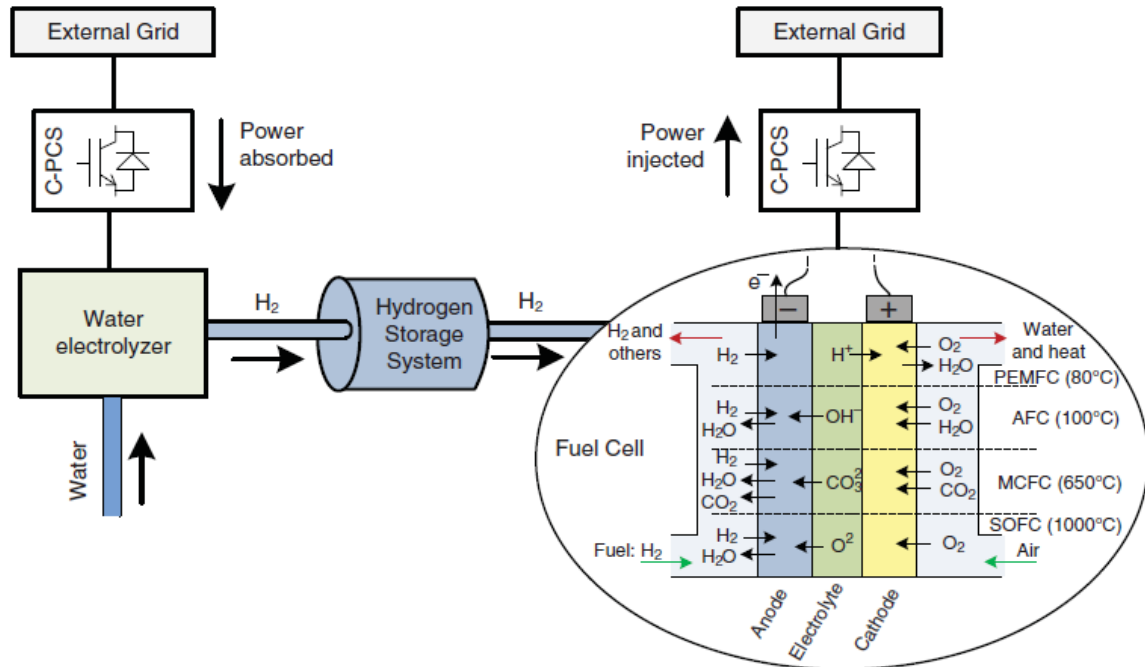 External Grid
External Grid
C-PCS
Power
absorbed
Power
injected
C-PCS
Water
electrolyzer
H₂
Hydrogen
Storage
System
H₂
Water
Fuel Cell
e⁻
−
+
H₂ and
others
Water
and heat
H₂
H⁺
O₂
H₂O
PEMFC (80°C)
H₂
H₂O
OH⁻
O₂
H₂O
AFC (100°C)
H₂
H₂O
CO₂
CO₃²
O₂
CO₂
MCFC (650°C)
SOFC (1000°C)
H₂
H₂O
O²
O₂
Fuel: H₂
Air
Anode
Electrolyte
Cathode